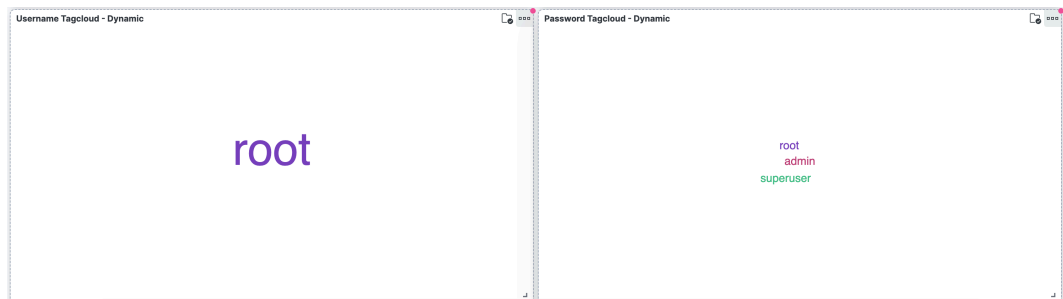 Username Tagcloud - Dynamic
root
Password Tagcloud - Dynamic
root
admin
superuser